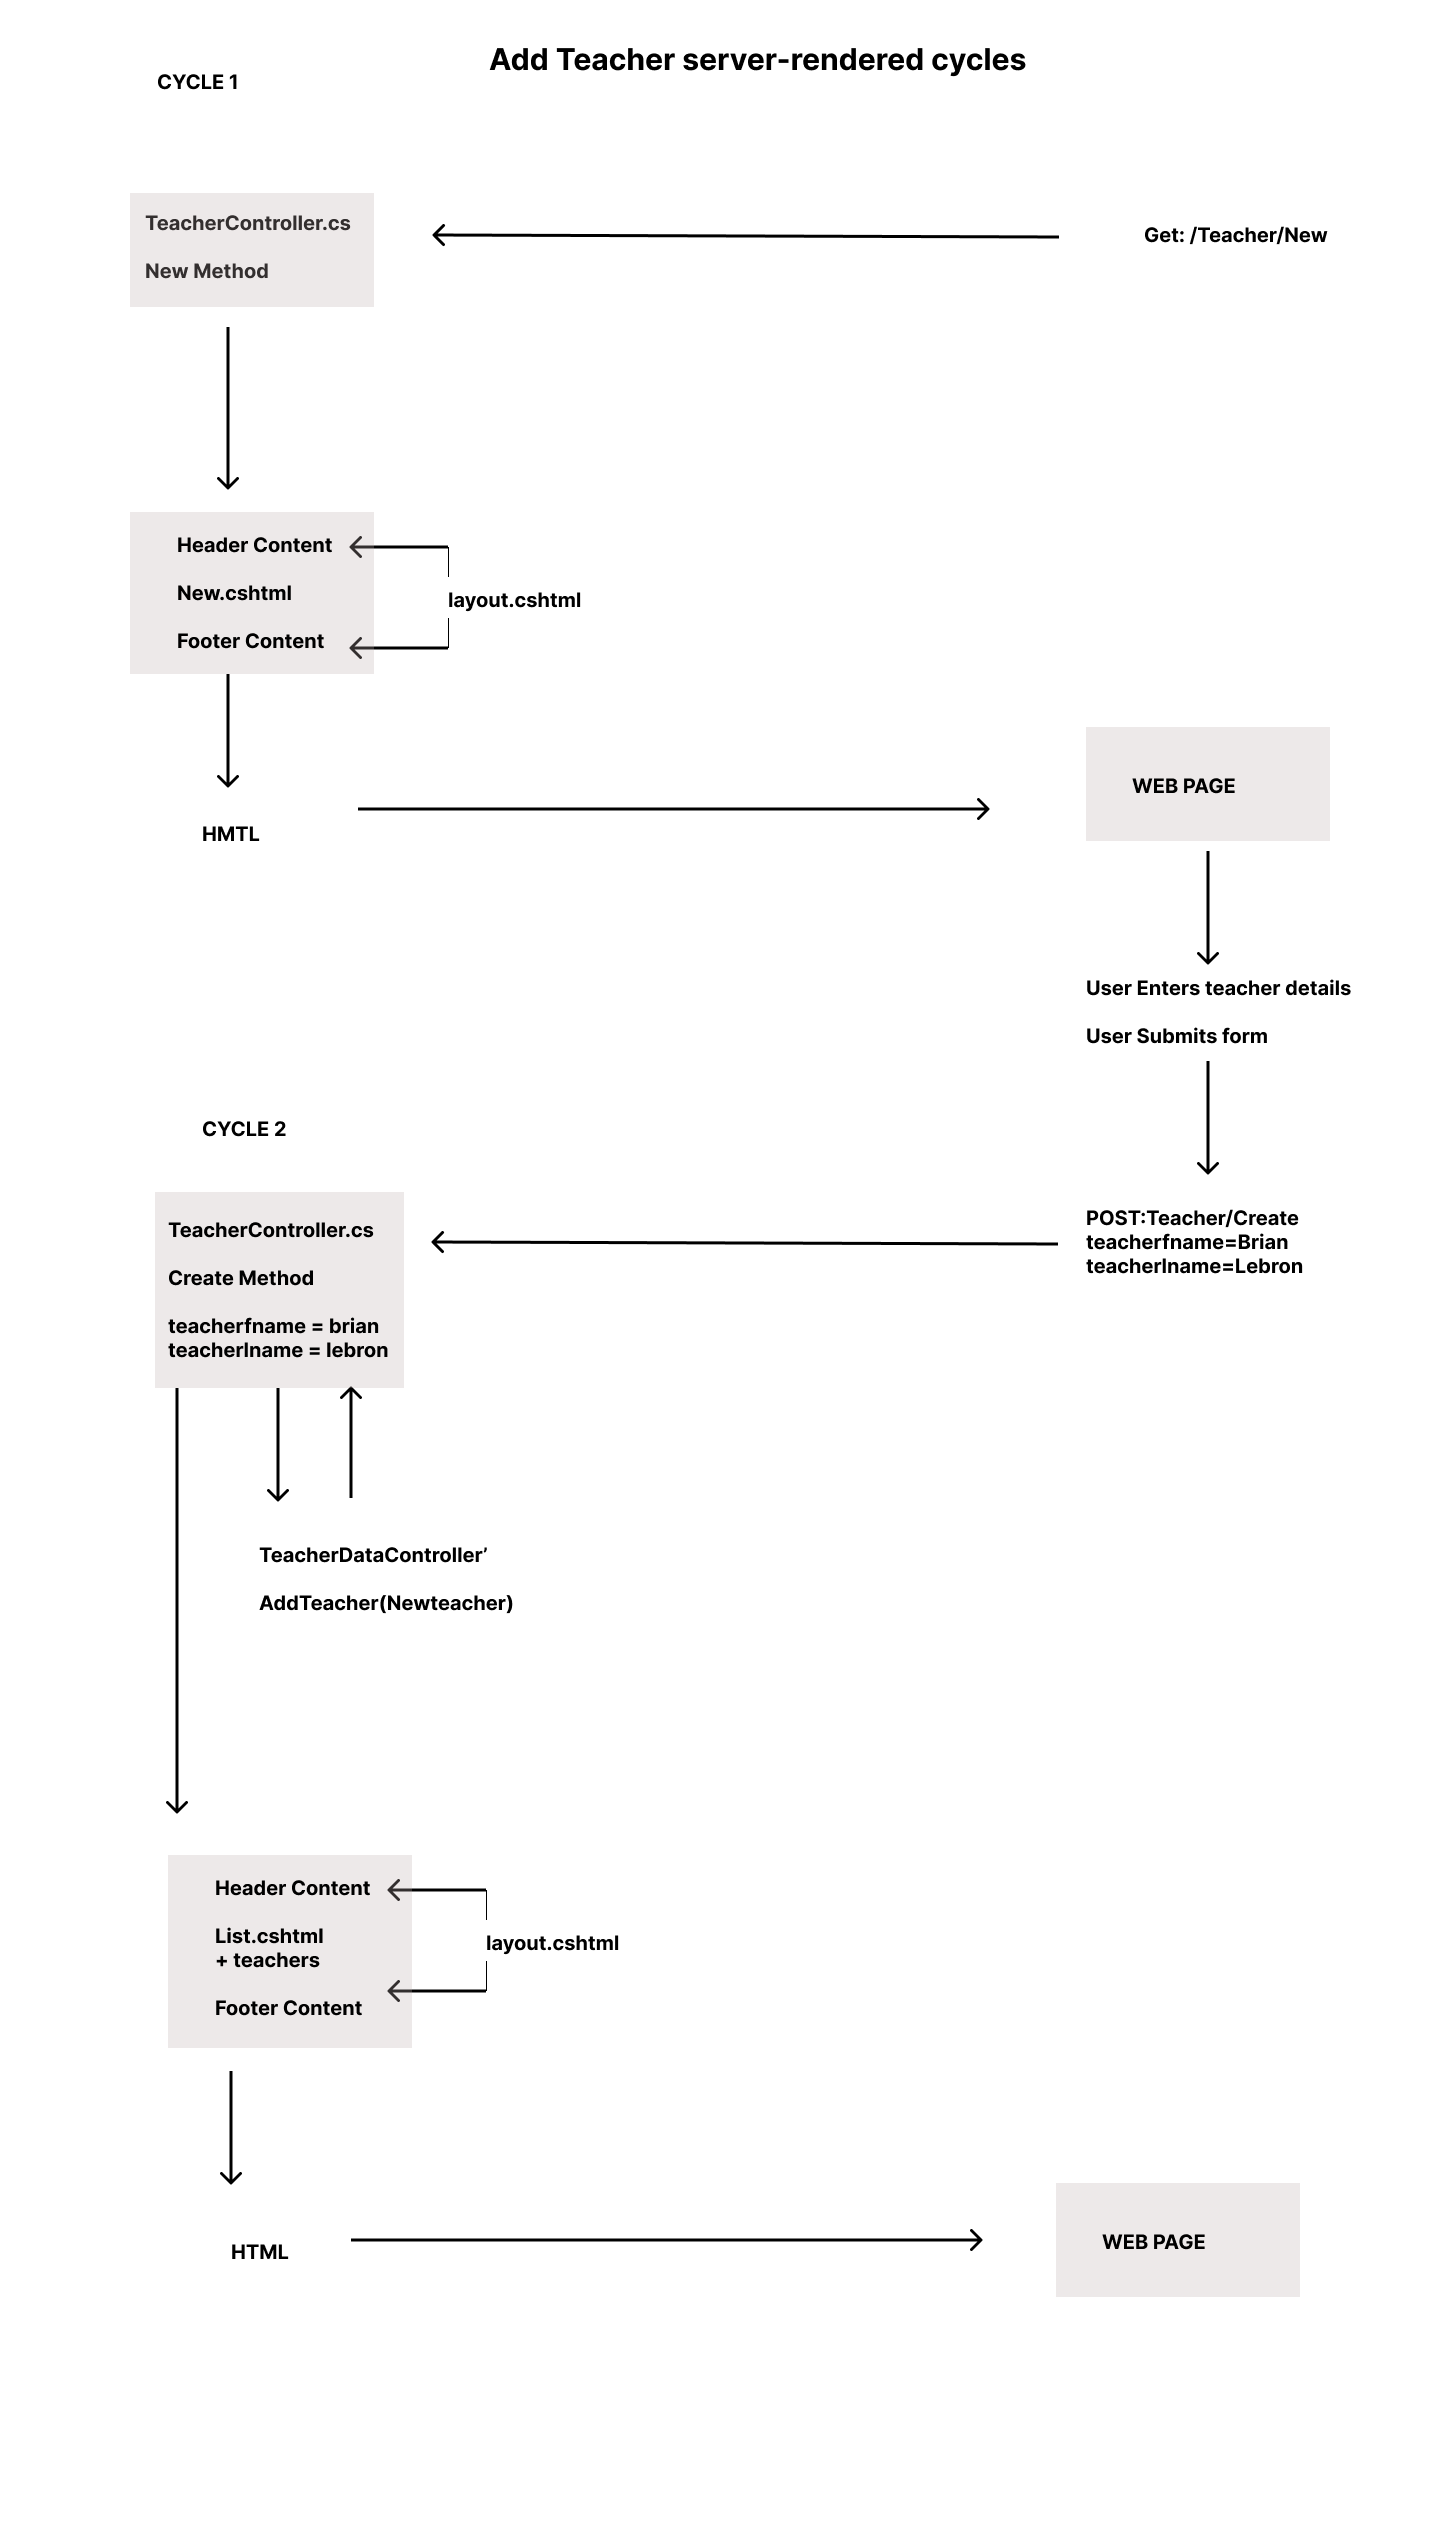 Add Teacher server-rendered cycles
CYCLE 1
TeacherController.cs
New Method
Get: /Teacher/New
Header Content
New.cshtml
Footer Content
layout.cshtml
HMTL
WEB PAGE
User Enters teacher details
User Submits form
CYCLE 2
POST:Teacher/Create
teacherfname=Brian
teacherlname=Lebron
TeacherController.cs
Create Method
teacherfname = brian
teacherlname = lebron
TeacherDataController’
AddTeacher(Newteacher)
Header Content
List.cshtml
+ teachers
Footer Content
layout.cshtml
HTML
WEB PAGE